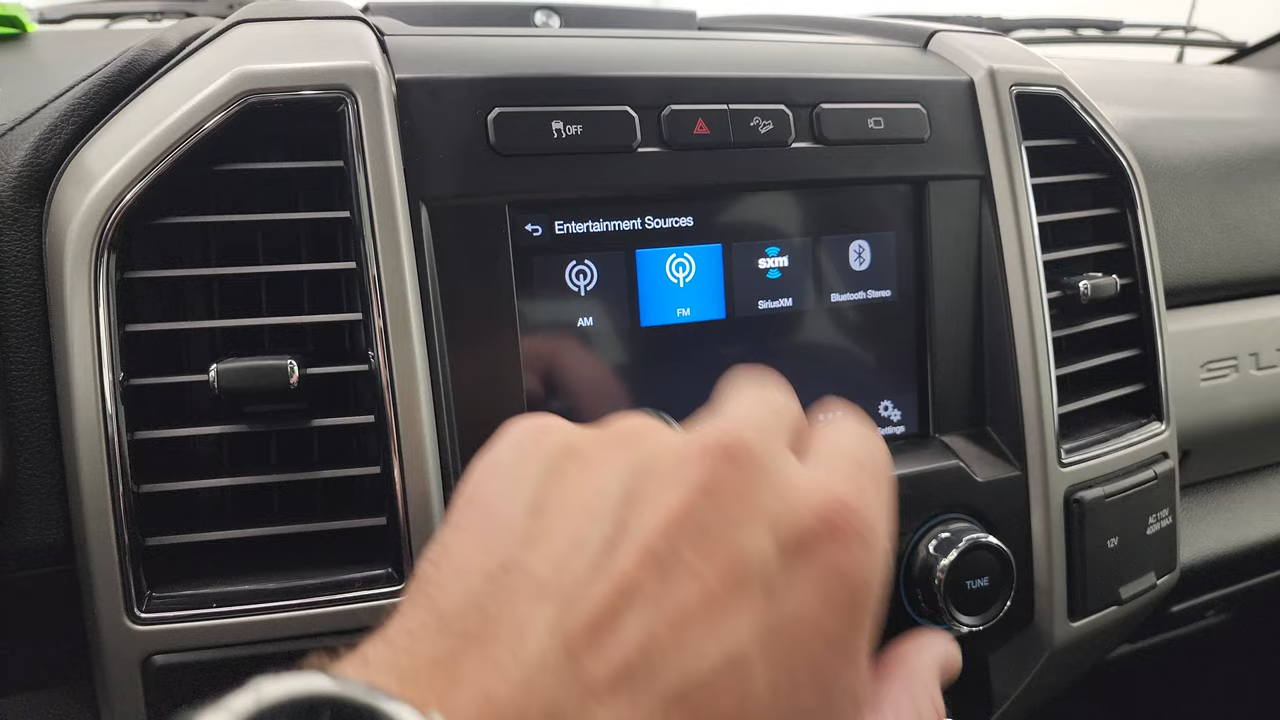 OFF
Entertainment Sources
AM
FM
sxm
SiriusXM
Bluetooth Stereo
Settings
TUNE
12V
AC 110V
400W MAX